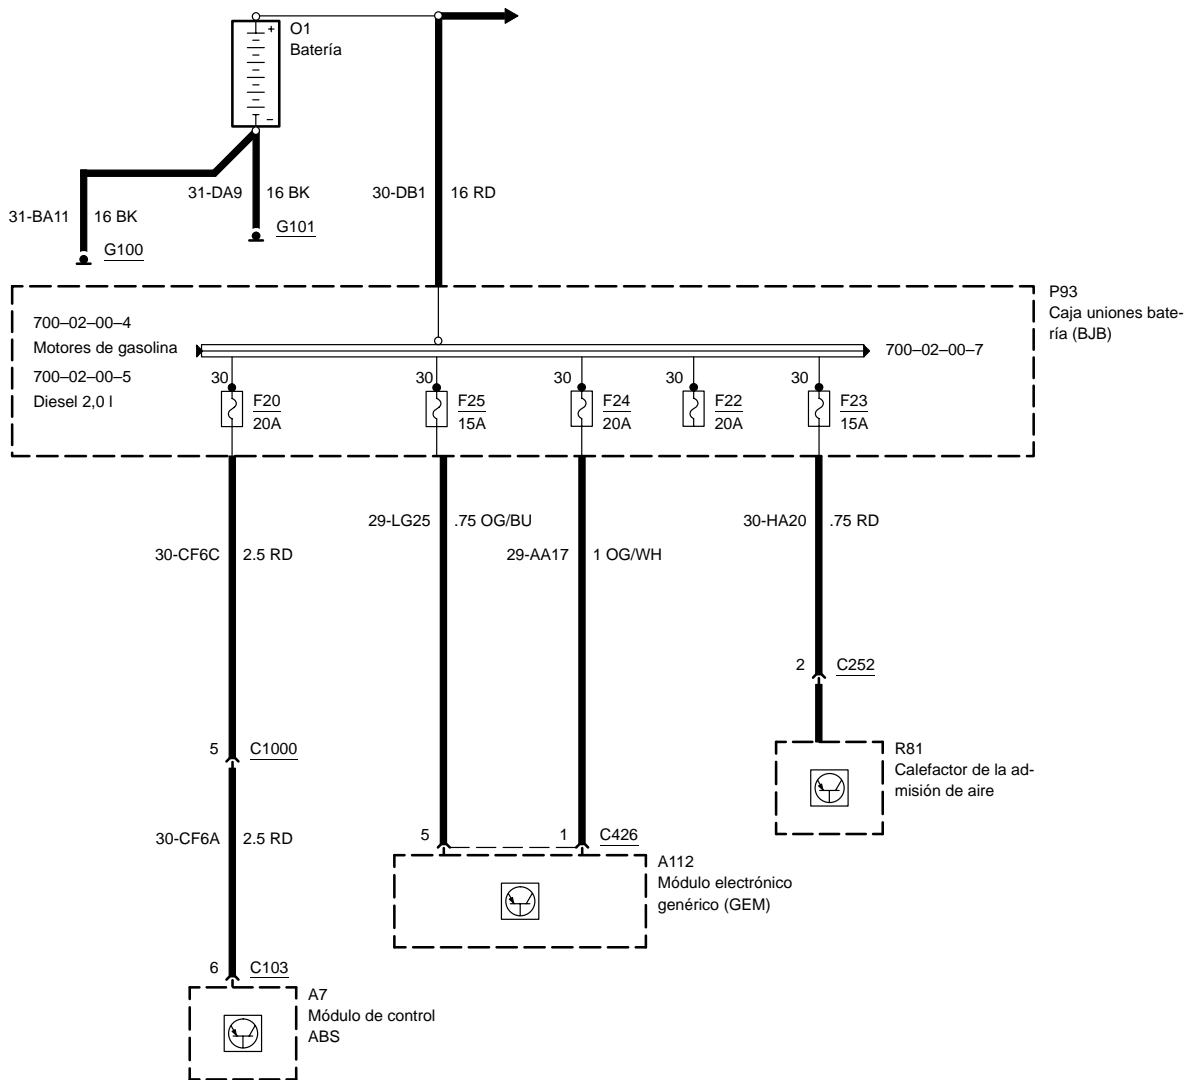 +
O1
Batería
−
31-DA9 16 BK
30-DB1 16 RD
31-BA11 16 BK
G101
G100
P93
Caja uniones bate-
ría (BJB)
700–02–00–4
Motores de gasolina
700–02–00–5
Diesel 2,0 l
700–02–00–7
30 30 30 30 30
F20 F25 F24 F22 F23
20A 15A 20A 20A 15A
29-LG25 .75 OG/BU
30-HA20 .75 RD
30-CF6C 2.5 RD
29-AA17 1 OG/WH
2 C252
5 C1000
R81
Calefactor de la ad-
misión de aire
30-CF6A 2.5 RD
5 1 C426
A112
Módulo electrónico
genérico (GEM)
6 C103
A7
Módulo de control
ABS